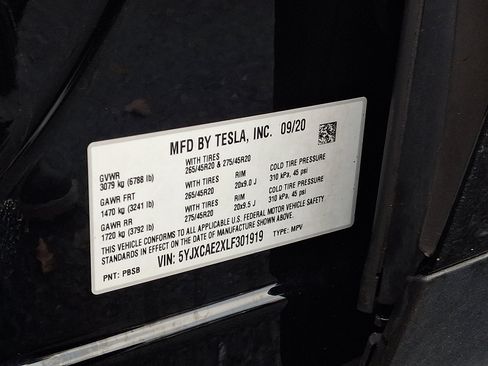 MFD BY TESLA, INC. 09/20
GVWR WITH TIRES COLD TIRE PRESSURE
3079 kg (6788 lb) 265/45R20 & 275/45R20 310 kPa, 45 psi
GAWR FRT WITH TIRES RIM COLD TIRE PRESSURE
1470 kg (3241 lb) 265/45R20 20x9.0 J 310 kPa, 45 psi
GAWR RR WITH TIRES RIM
1720 kg (3792 lb) 275/45R20 20x9.5 J
THIS VEHICLE CONFORMS TO ALL APPLICABLE U.S. FEDERAL MOTOR VEHICLE SAFETY
STANDARDS IN EFFECT ON THE DATE OF MANUFACTURE SHOWN ABOVE.
VIN: 5YJXCAE2XLF301919 TYPE: MPV
PNT: PBSB